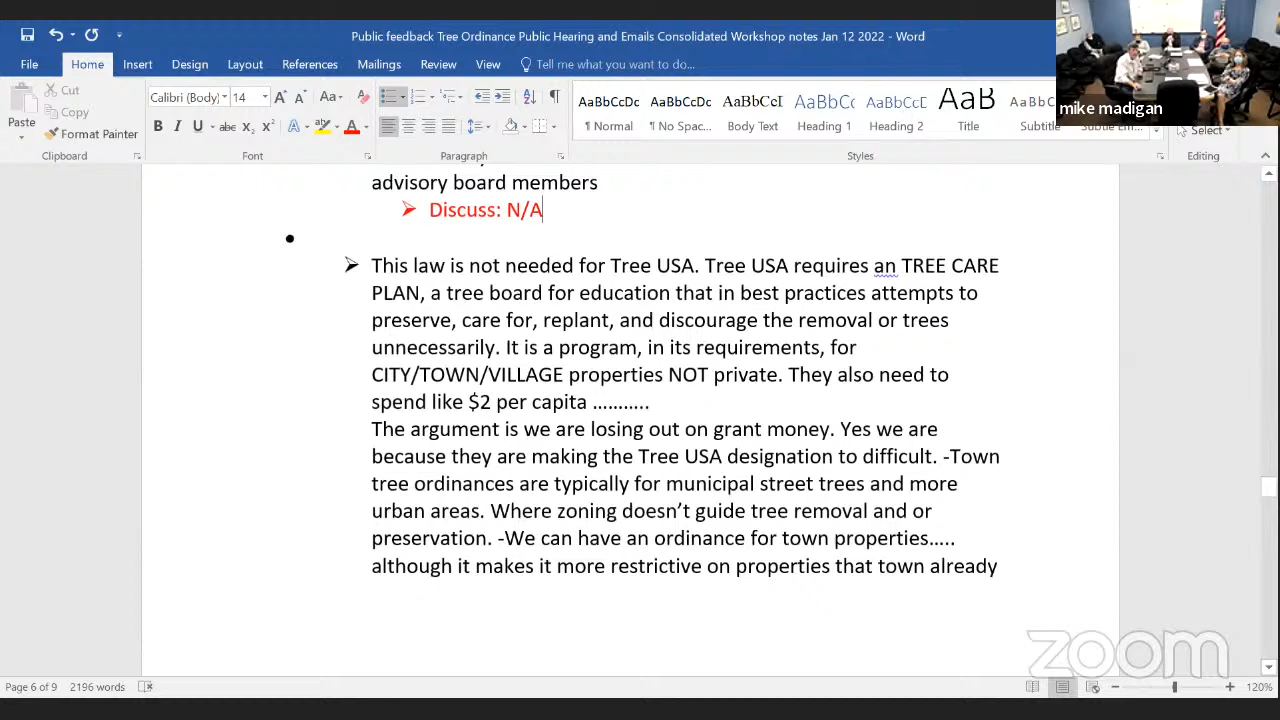 Public feedback Tree Ordinance Public Hearing and Emails Consolidated Workshop notes Jan 12 2022 - Word
File Home Insert Design Layout References Mailings Review View Tell me what you want to do...
mike madigan
Paste
Cut
Copy
Format Painter
Calibri (Body) 14
AaBbCcDc AaBbCcDc AaBbCcI AaBbCc AaBbCcC AaB AaBbCc
¶ Normal ¶ No Spac... Body Text Heading 1 Heading 2 Title Subtitle
Select
Clipboard Font Paragraph Styles Editing
advisory board members
Discuss: N/A
This law is not needed for Tree USA. Tree USA requires an TREE CARE
PLAN, a tree board for education that in best practices attempts to
preserve, care for, replant, and discourage the removal or trees
unnecessarily. It is a program, in its requirements, for
CITY/TOWN/VILLAGE properties NOT private. They also need to
spend like $2 per capita ………..
The argument is we are losing out on grant money. Yes we are
because they are making the Tree USA designation to difficult. -Town
tree ordinances are typically for municipal street trees and more
urban areas. Where zoning doesn’t guide tree removal and or
preservation. -We can have an ordinance for town properties…..
although it makes it more restrictive on properties that town already
zoom
Page 6 of 9 2196 words 120%